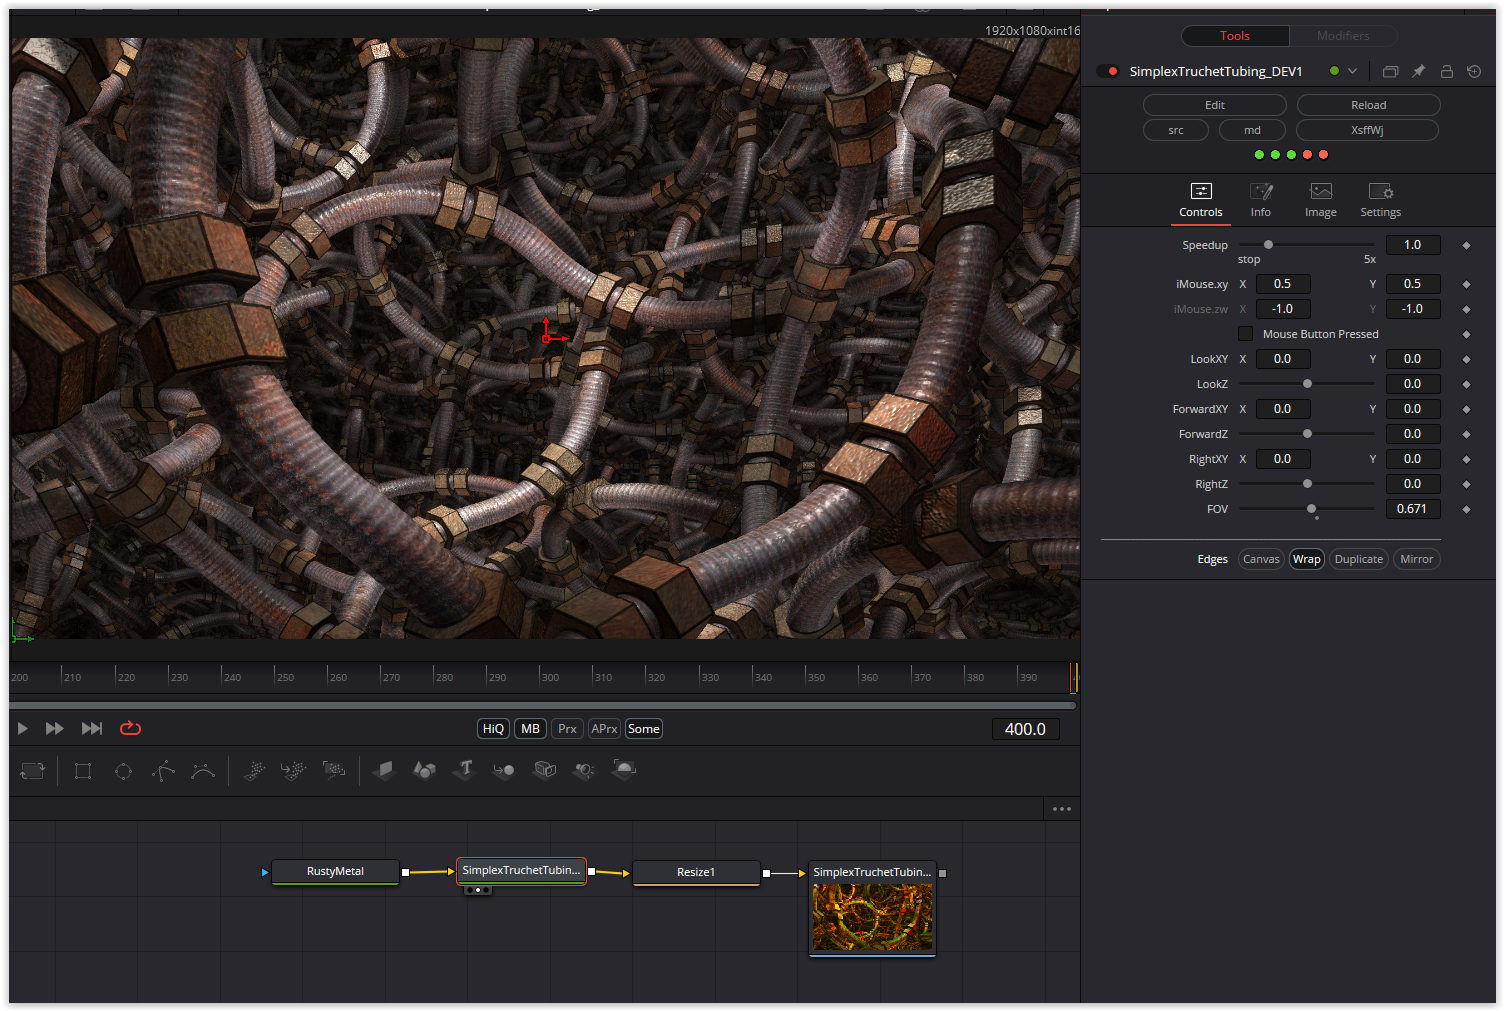 1920x1080xint16
Tools
Modifiers
SimplexTruchetTubing_DEV1
Edit
Reload
src
md
XsffWj
Controls
Info
Image
Settings
Speedup
1.0
stop
5x
iMouse.xy X 0.5 Y 0.5
iMouse.zw X -1.0 Y -1.0
Mouse Button Pressed
LookXY X 0.0 Y 0.0
LookZ 0.0
ForwardXY X 0.0 Y 0.0
ForwardZ 0.0
RightXY X 0.0 Y 0.0
RightZ 0.0
FOV 0.671
Edges Canvas Wrap Duplicate Mirror
200 210 220 230 240 250 260 270 280 290 300 310 320 330 340 350 360 370 380 390
HiQ MB Prx APrx Some
400.0
RustyMetal
SimplexTruchetTubin...
Resize1
SimplexTruchetTubin...